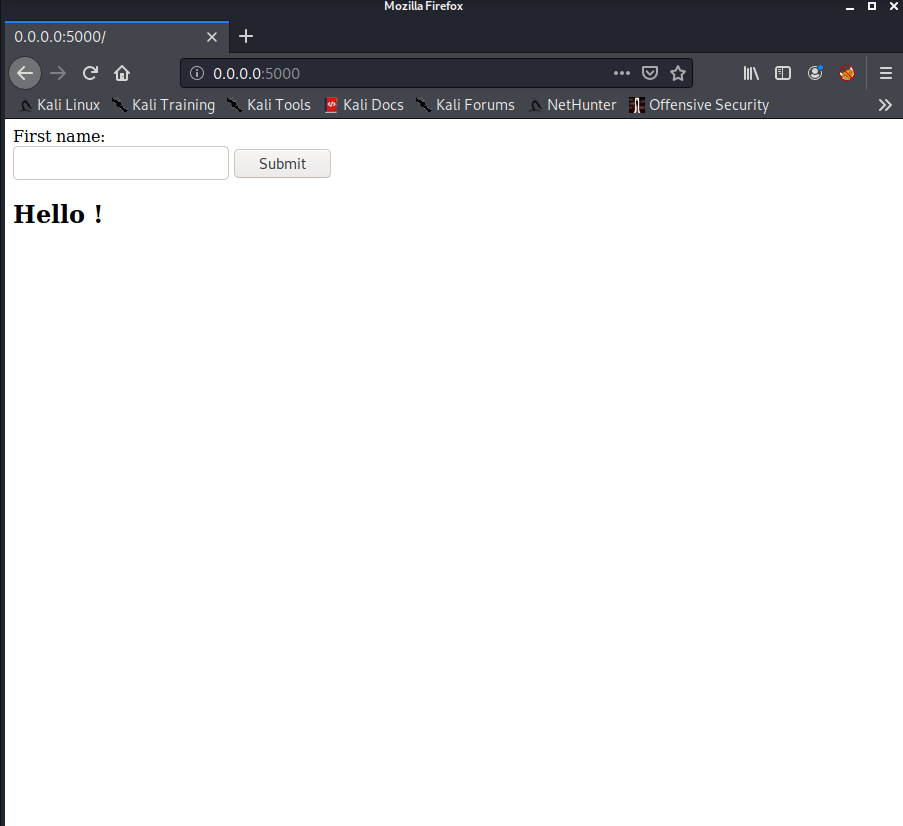 Mozilla Firefox
0.0.0.0:5000/
0.0.0.0:5000
Kali Linux Kali Training Kali Tools Kali Docs Kali Forums NetHunter Offensive Security
First name:
Submit
Hello !